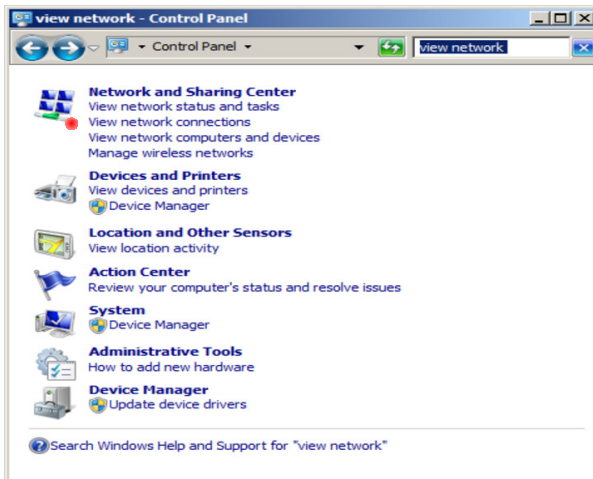 view network - Control Panel
Control Panel
view network
Network and Sharing Center
View network status and tasks
View network connections
View network computers and devices
Manage wireless networks
Devices and Printers
View devices and printers
Device Manager
Location and Other Sensors
View location activity
Action Center
Review your computer's status and resolve issues
System
Device Manager
Administrative Tools
How to add new hardware
Device Manager
Update device drivers
Search Windows Help and Support for "view network"